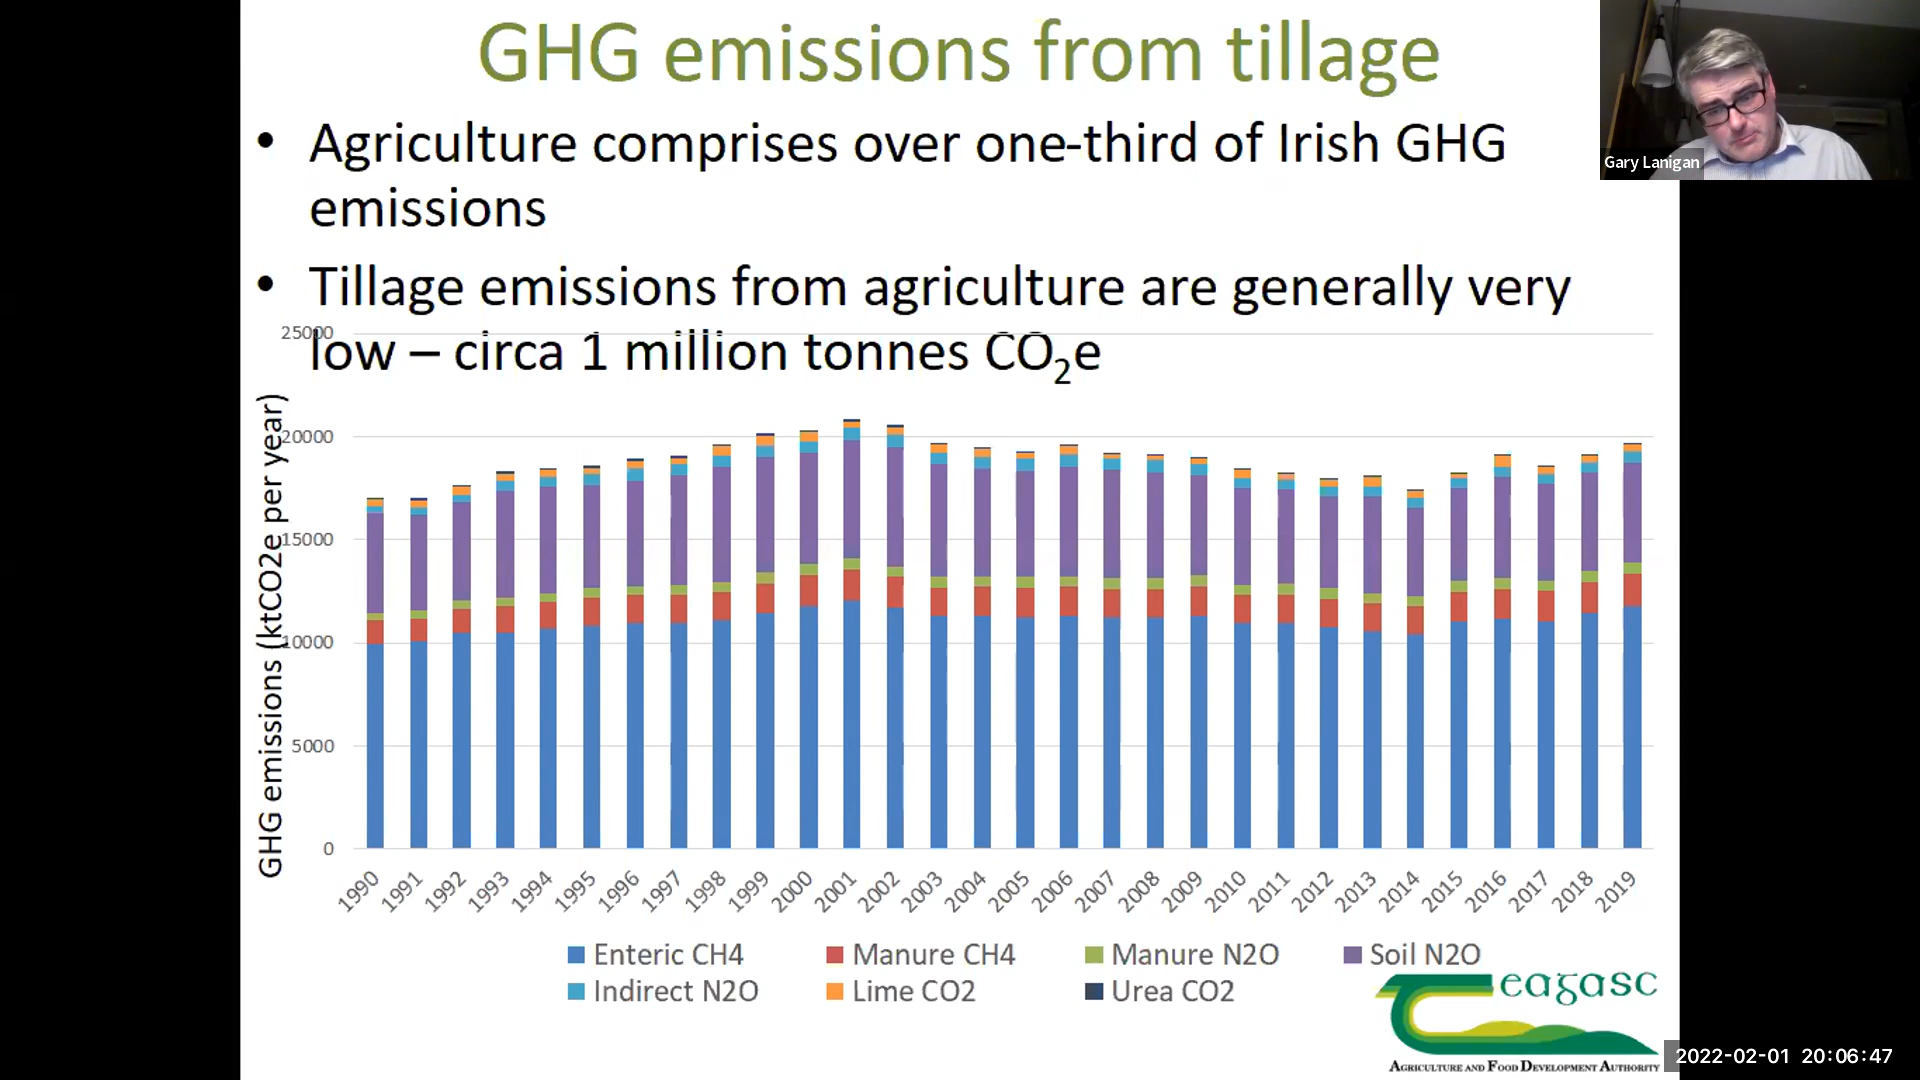 GHG emissions from tillage
• Agriculture comprises over one-third of Irish GHG
emissions
• Tillage emissions from agriculture are generally very
low – circa 1 million tonnes CO2e
Gary Lanigan
GHG emissions (ktCO2e per year)
25000
20000
15000
10000
5000
0
1990 1991 1992 1993 1994 1995 1996 1997 1998 1999 2000 2001 2002 2003 2004 2005 2006 2007 2008 2009 2010 2011 2012 2013 2014 2015 2016 2017 2018 2019
Enteric CH4 Manure CH4 Manure N2O Soil N2O
Indirect N2O Lime CO2 Urea CO2
eagasc
AGRICULTURE AND FOOD DEVELOPMENT AUTHORITY
2022-02-01 20:06:47